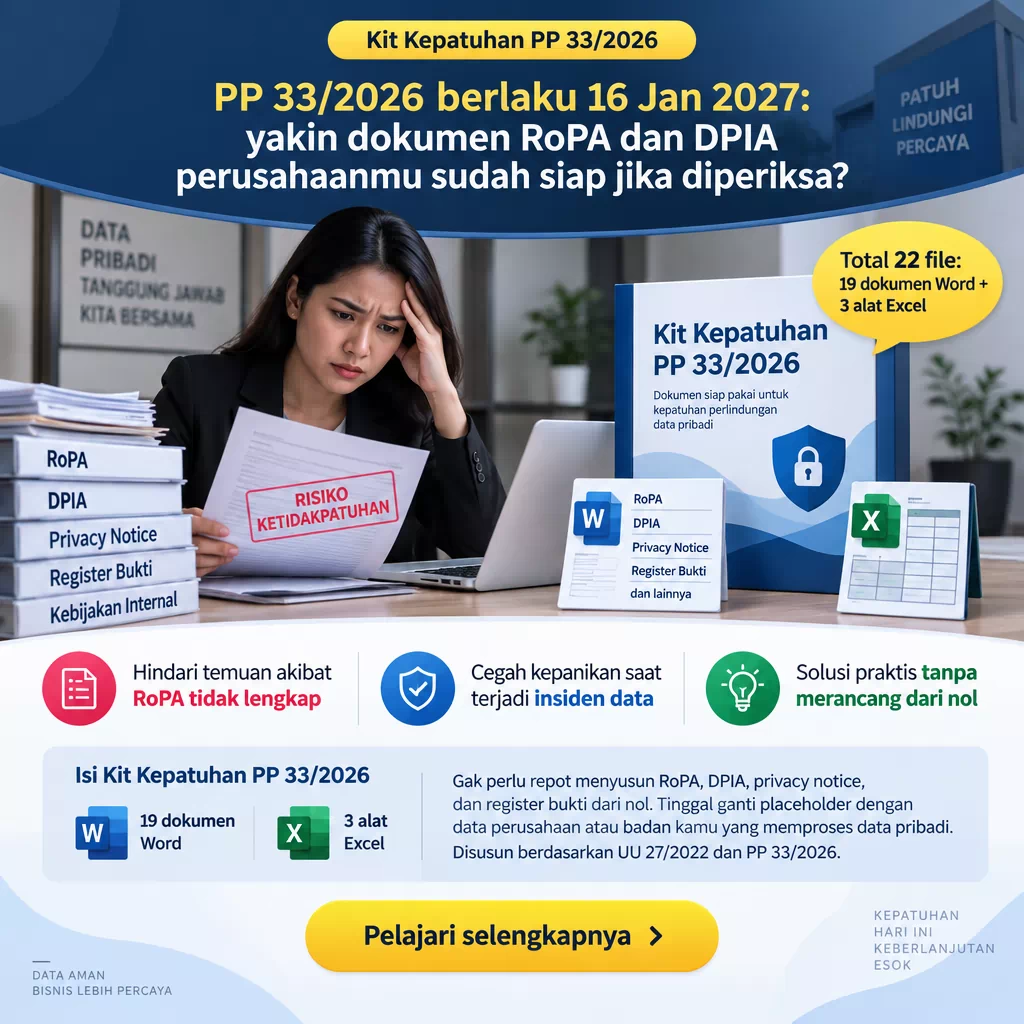 Kit Kepatuhan PP 33/2026
PP 33/2026 berlaku 16 Jan 2027:
yakin dokumen RoPA dan DPIA
perusahaanmu sudah siap jika diperiksa?
PATUH
LINDUNGI
PERCAYA
DATA
PRIBADI
TANGGUNG JAWAB
KITA BERSAMA
Total 22 file:
19 dokumen Word +
3 alat Excel
Kit Kepatuhan
PP 33/2026
Dokumen siap pakai untuk
kepatuhan perlindungan
data pribadi
RoPA
DPIA
Privacy Notice
Register Bukti
Kebijakan Internal
RISIKO
KETIDAKPATUHAN
W
RoPA
DPIA
Privacy Notice
Register Bukti
dan lainnya
X
Hindari temuan akibat
RoPA tidak lengkap
Cegah kepanikan saat
terjadi insiden data
Solusi praktis tanpa
merancang dari nol
Isi Kit Kepatuhan PP 33/2026
W
19 dokumen
Word
X
3 alat
Excel
Gak perlu repot menyusun RoPA, DPIA, privacy notice,
dan register bukti dari nol. Tinggal ganti placeholder dengan
data perusahaan atau badan kamu yang memproses data pribadi.
Disusun berdasarkan UU 27/2022 dan PP 33/2026.
Pelajari selengkapnya
DATA AMAN
BISNIS LEBIH PERCAYA
KEPATUHAN
HARI INI
KEBERLANJUTAN
ESOK